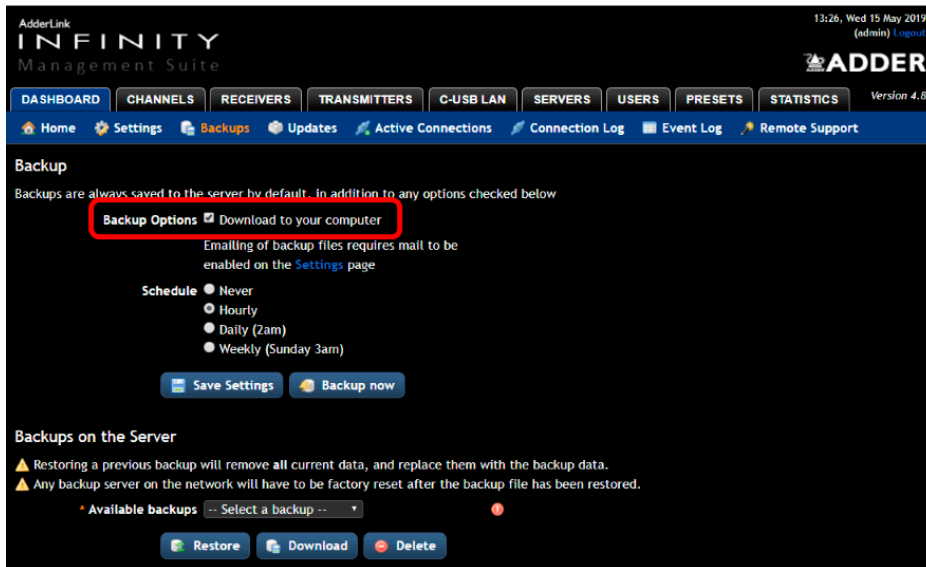 AdderLink
INFINITY
Management Suite
13:26, Wed 15 May 2019
(admin) Logout
ADDER
DASHBOARD CHANNELS RECEIVERS TRANSMITTERS C-USB LAN SERVERS USERS PRESETS STATISTICS Version 4.8
Home Settings Backups Updates Active Connections Connection Log Event Log Remote Support
Backup
Backups are always saved to the server by default, in addition to any options checked below
Backup Options Download to your computer
Emailing of backup files requires mail to be
enabled on the Settings page
Schedule Never
Hourly
Daily (2am)
Weekly (Sunday 3am)
Save Settings Backup now
Backups on the Server
Restoring a previous backup will remove all current data, and replace them with the backup data.
Any backup server on the network will have to be factory reset after the backup file has been restored.
* Available backups -- Select a backup --
Restore Download Delete